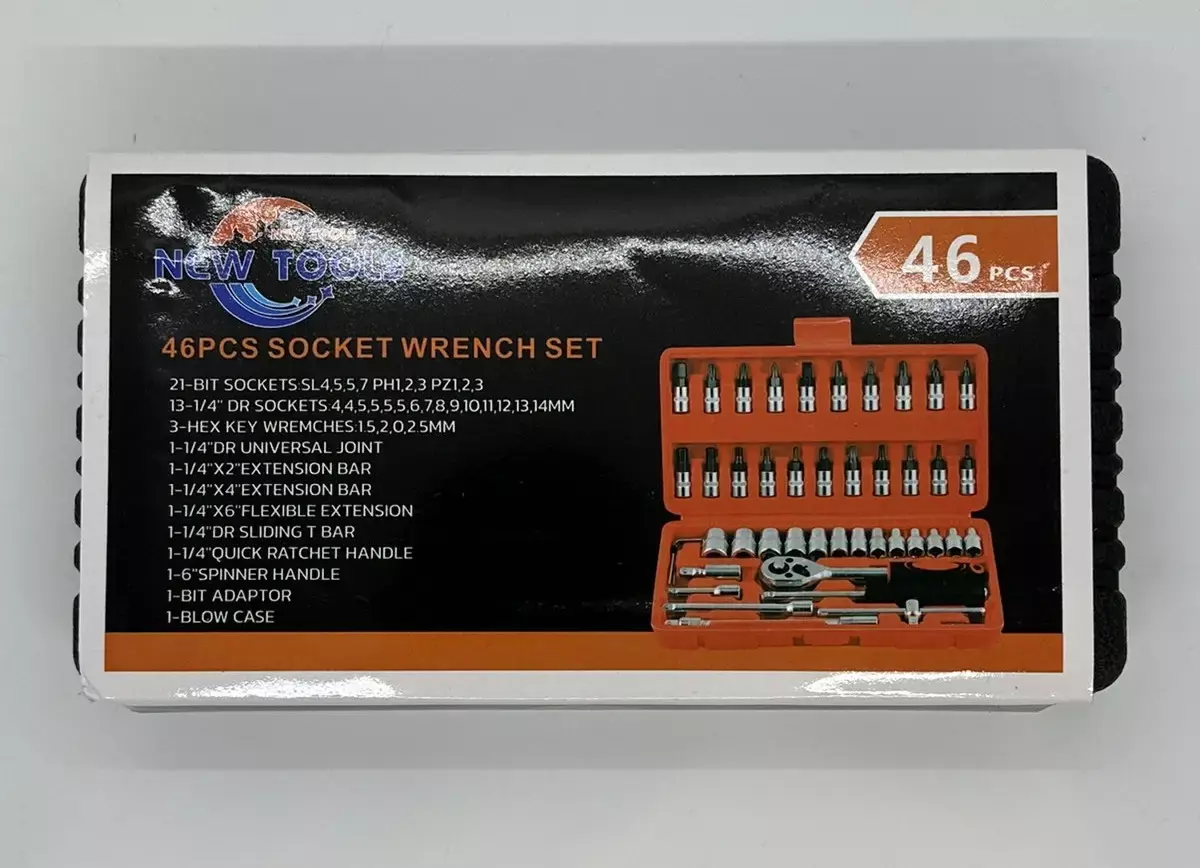 NEW TOOLS
46 PCS
46PCS SOCKET WRENCH SET
21-BIT SOCKETS:SL4,5,5,7 PH1,2,3 PZ1,2,3
13-1/4" DR SOCKETS:4,4,5,5,5,5,6,7,8,9,10,11,12,13,14MM
3-HEX KEY WREMCHES:1.5,2,0,2.5MM
1-1/4"DR UNIVERSAL JOINT
1-1/4"X2"EXTENSION BAR
1-1/4"X4"EXTENSION BAR
1-1/4"X6"FLEXIBLE EXTENSION
1-1/4"DR SLIDING T BAR
1-1/4"QUICK RATCHET HANDLE
1-6"SPINNER HANDLE
1-BIT ADAPTOR
1-BLOW CASE